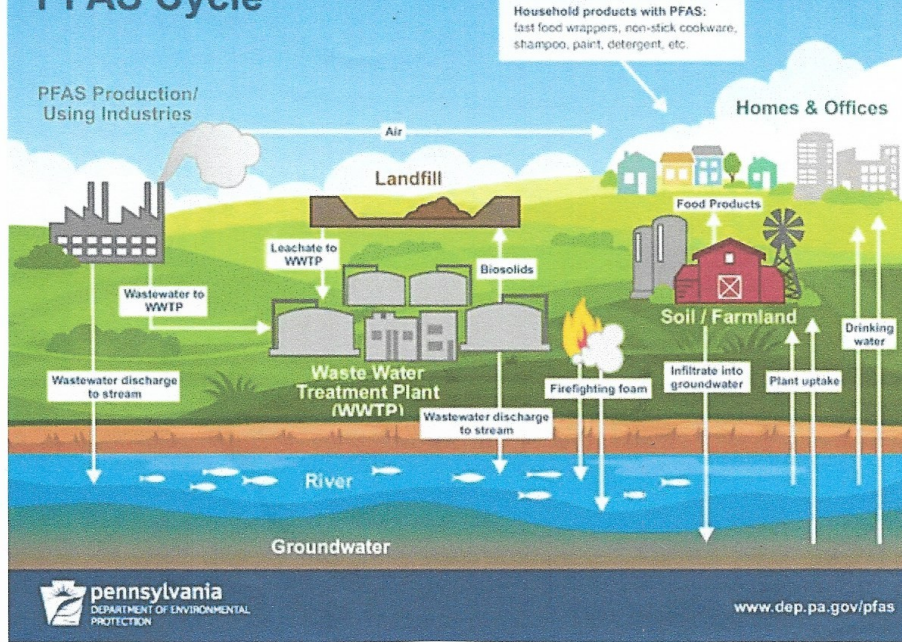 PFAS Cycle
Household products with PFAS:
fast food wrappers, non-stick cookware,
shampoo, paint, detergent, etc.
PFAS Production/
Using Industries
Homes & Offices
Air
Landfill
Food Products
Leachate to
WWTP
Biosolids
Wastewater to
WWTP
Soil / Farmland
Drinking
water
Waste Water
Treatment Plant
(WWTP)
Wastewater discharge
to stream
Firefighting foam
Infiltrate into
groundwater
Plant uptake
Wastewater discharge
to stream
River
Groundwater
pennsylvania
DEPARTMENT OF ENVIRONMENTAL
PROTECTION
www.dep.pa.gov/pfas